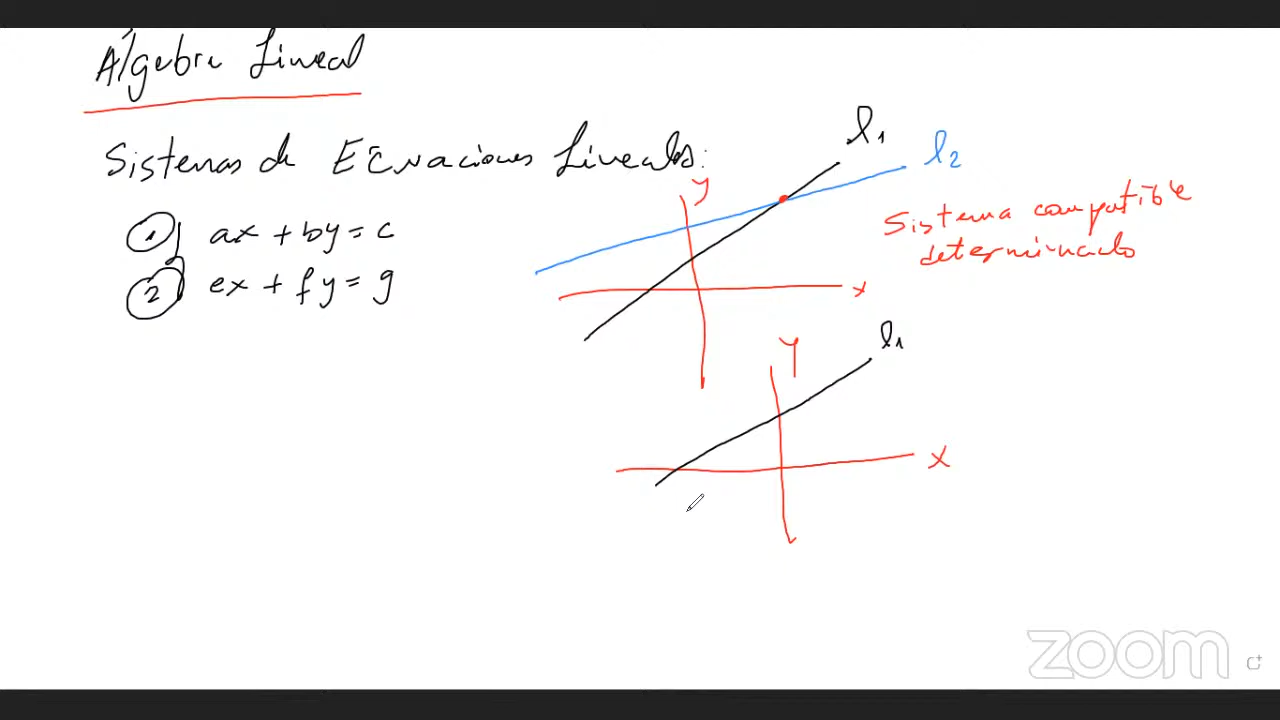 Álgebra Lineal
Sistemas de Ecuaciones Lineales:
1 ax + by = c
2 ex + fy = g
y
x
l1
l2
Sistema compatible
determinado
y
x
l1
zoom